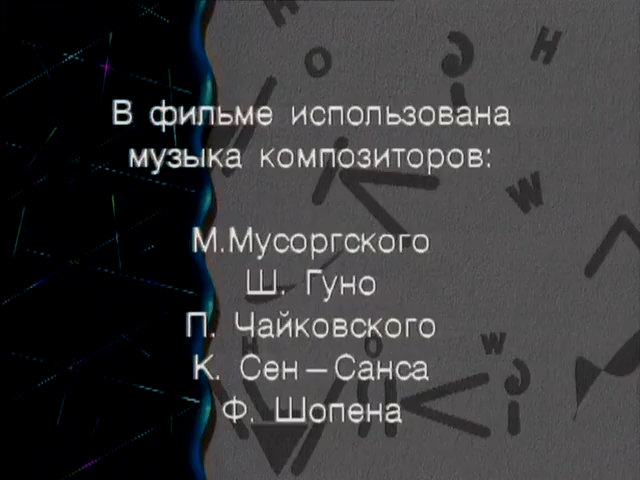 В фильме использована
музыка композиторов:
М.Мусоргского
Ш. Гуно
П. Чайковского
К. Сен-Санса
Ф. Шопена